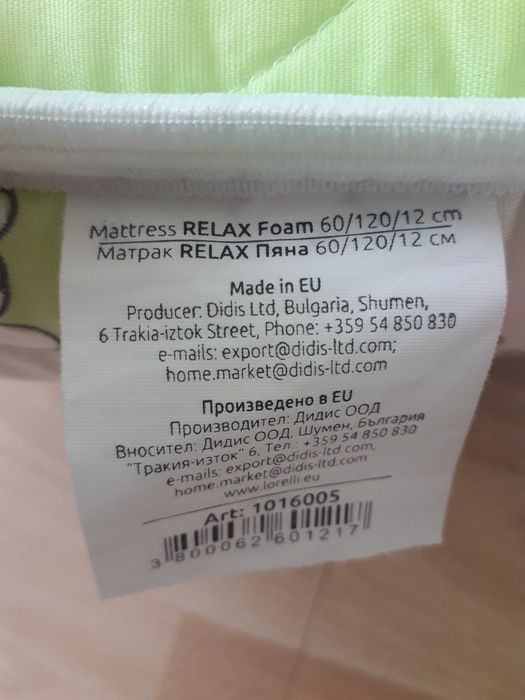 Mattress RELAX Foam 60/120/12 cm
Матрак RELAX Пяна 60/120/12 см
Made in EU
Producer: Didis Ltd, Bulgaria, Shumen,
6 Trakia-iztok Street, Phone: +359 54 850 830
e-mails: export@didis-ltd.com;
home.market@didis-ltd.com
Произведено в EU
Производител: Дидис ООД
Вносител: Дидис ООД, Шумен, България
"Тракия-изток" 6, Тел.: +359 54 850 830
e-mails: export@didis-ltd.com;
home.market@didis-ltd.com
www.lorelli.eu
Art: 1016005
3 800062 601217